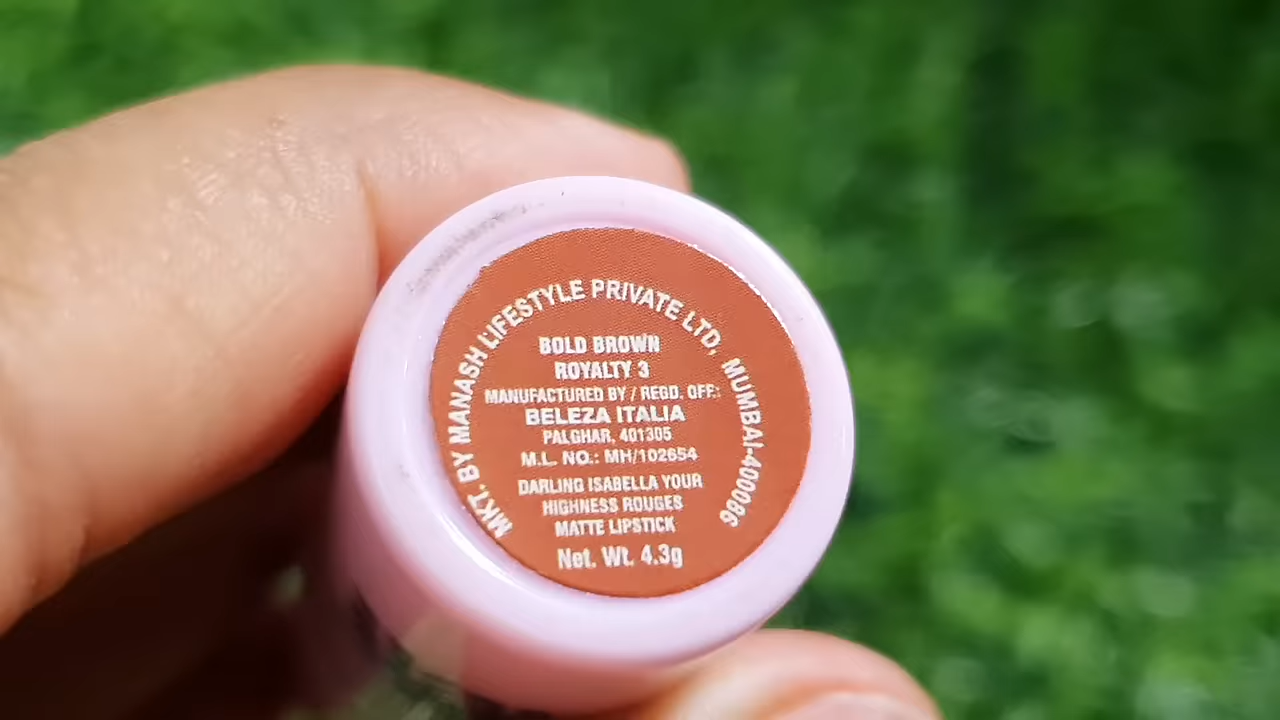 MKT. BY MANASH LIFESTYLE PRIVATE LTD, MUMBAI-400086
BOLD BROWN
ROYALTY 3
MANUFACTURED BY / REGD. OFF:
BELEZA ITALIA
PALGHAR, 401305
M.L. NO.: MH/102654
DARLING ISABELLA YOUR
HIGHNESS ROUGES
MATTE LIPSTICK
Net. Wt. 4.3g